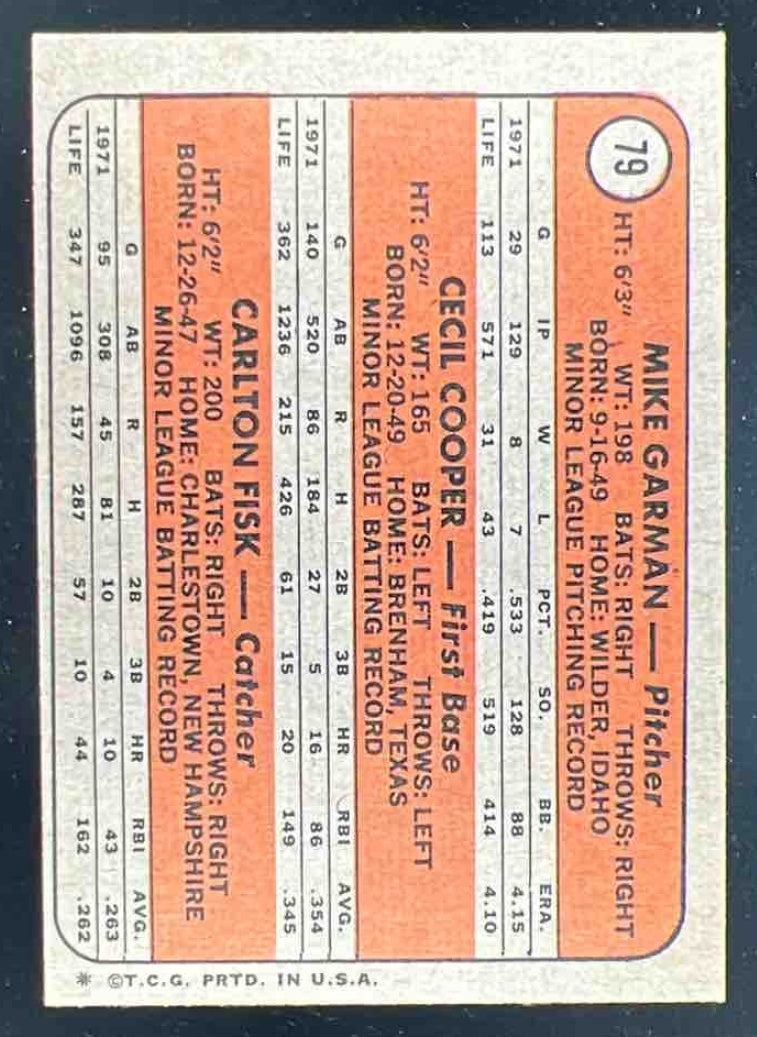 79
MIKE GARMAN — Pitcher
HT: 6'3" WT: 198 BATS: RIGHT THROWS: RIGHT
BORN: 9-16-49 HOME: WILDER, IDAHO
MINOR LEAGUE PITCHING RECORD
G IP W L PCT. SO. BB. ERA.
1971 29 129 8 7 .533 128 88 4.15
LIFE 113 571 31 43 .419 519 414 4.10
CECIL COOPER — First Base
HT: 6'2" WT: 165 BATS: LEFT THROWS: LEFT
BORN: 12-20-49 HOME: BRENHAM, TEXAS
MINOR LEAGUE BATTING RECORD
G AB R H 2B 3B HR RBI AVG.
1971 140 520 86 184 27 5 16 86 .354
LIFE 362 1236 215 426 61 15 20 149 .345
CARLTON FISK — Catcher
HT: 6'2" WT: 200 BATS: RIGHT THROWS: RIGHT
BORN: 12-26-47 HOME: CHARLESTOWN, NEW HAMPSHIRE
MINOR LEAGUE BATTING RECORD
G AB R H 2B 3B HR RBI AVG.
1971 95 308 45 81 10 4 10 43 .263
LIFE 347 1096 157 287 57 10 44 162 .262
* ©T.C.G. PRTD. IN U.S.A.